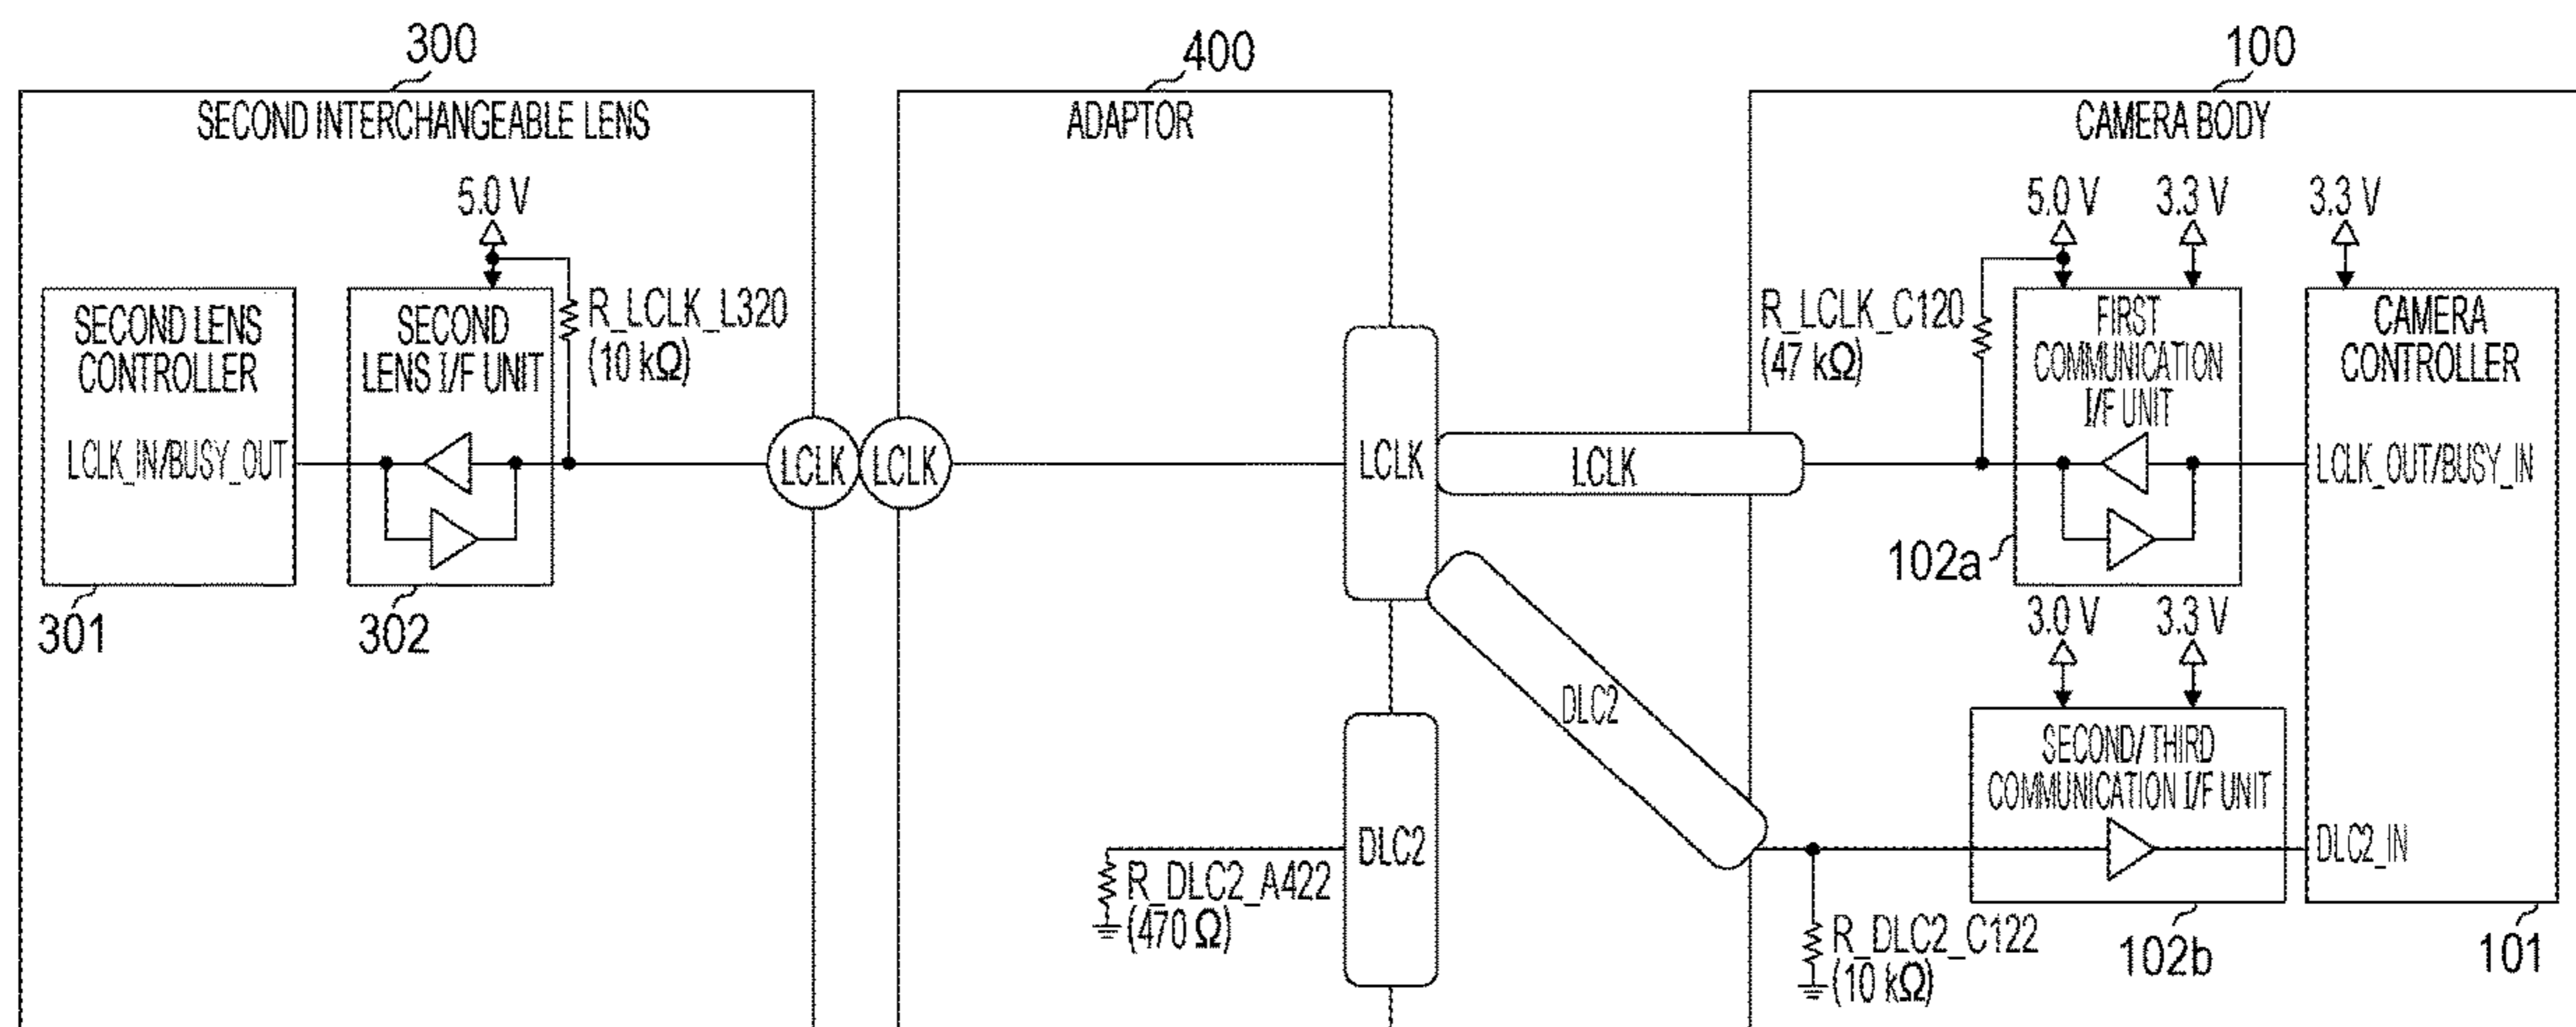 300
400
100
SECOND INTERCHANGEABLE LENS
ADAPTOR
CAMERA BODY
5.0 V
5.0 V
3.3 V
3.3 V
SECOND LENS
CONTROLLER
LCLK_IN/BUSY_OUT
301
SECOND
LENS I/F UNIT
302
R_LCLK_L320
(10 kΩ)
LCLK
LCLK
LCLK
LCLK
R_LCLK_C120
(47 kΩ)
FIRST
COMMUNICATION
I/F UNIT
102a
CAMERA
CONTROLLER
LCLK_OUT/BUSY_IN
3.0 V
3.3 V
DLC2
DLC2
R_DLC2_A422
(470 Ω)
SECOND/THIRD
COMMUNICATION I/F UNIT
DLC2_IN
R_DLC2_C122
(10 kΩ)
102b
101